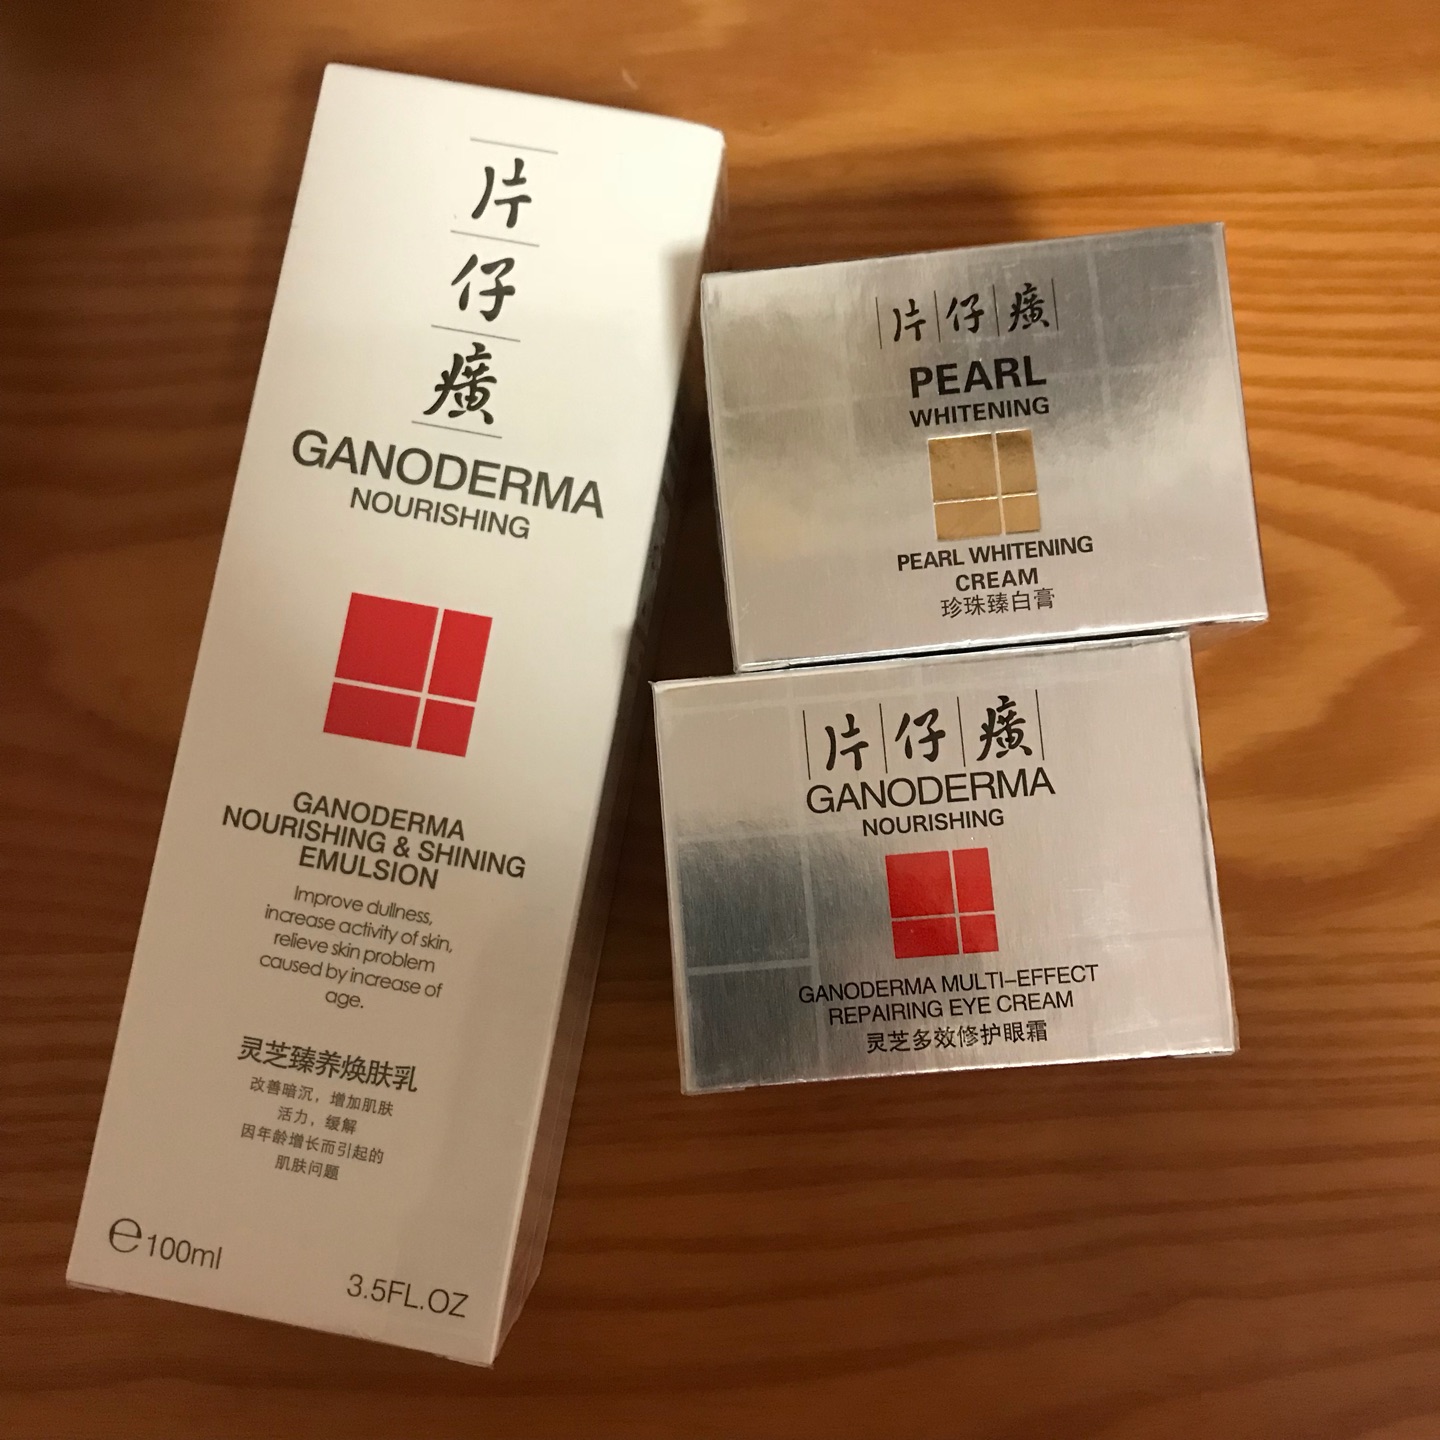 片
仔
癀
GANODERMA
NOURISHING
GANODERMA
NOURISHING & SHINING
EMULSION
Improve dullness,
increase activity of skin,
relieve skin problem
caused by increase of
age.
灵芝臻养焕肤乳
改善暗沉，增加肌肤
活力，缓解
因年龄增长而引起的
肌肤问题
℮100ml
3.5FL.OZ
片仔癀
PEARL
WHITENING
PEARL WHITENING
CREAM
珍珠臻白膏
片仔癀
GANODERMA
NOURISHING
GANODERMA MULTI-EFFECT
REPAIRING EYE CREAM
灵芝多效修护眼霜